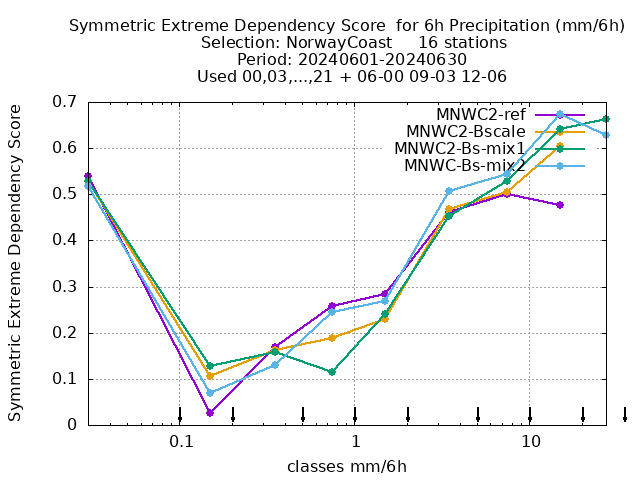 Symmetric Extreme Dependency Score  for 6h Precipitation (mm/6h)
Selection: NorwayCoast     16 stations
Period: 20240601-20240630
Used 00,03,...,21 + 06-00 09-03 12-06
Symmetric Extreme Dependency Score
0.7
0.6
0.5
0.4
0.3
0.2
0.1
0
MNWC2-ref
MNWC2-Bscale
MNWC2-Bs-mix1
MNWC-Bs-mix2
0.1
1
10
classes mm/6h